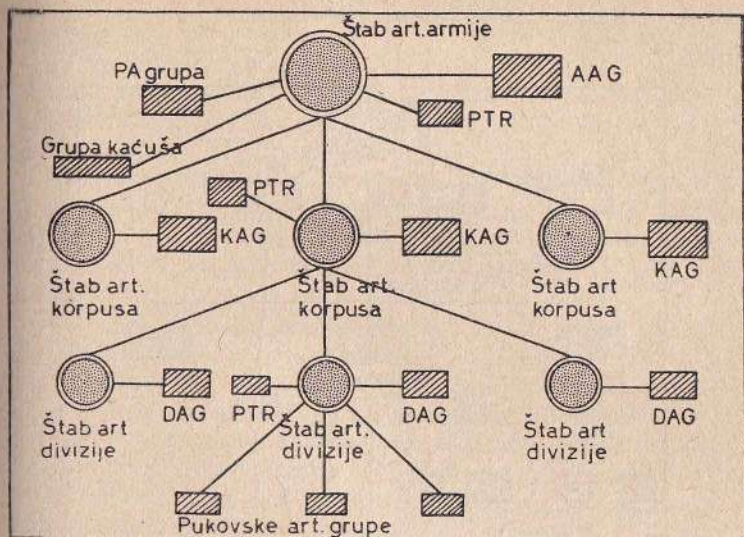 Štab art.armije
PA grupa
AAG
PTR
Grupa kaćuša
PTR
KAG
KAG
KAG
Štab art.
korpusa
Štab art.
korpusa
Štab art
korpusa
DAG
PTR
DAG
DAG
Štab art
divizije
Štab art.
divizije
Štab art
divizije
Pukovske art. grupe